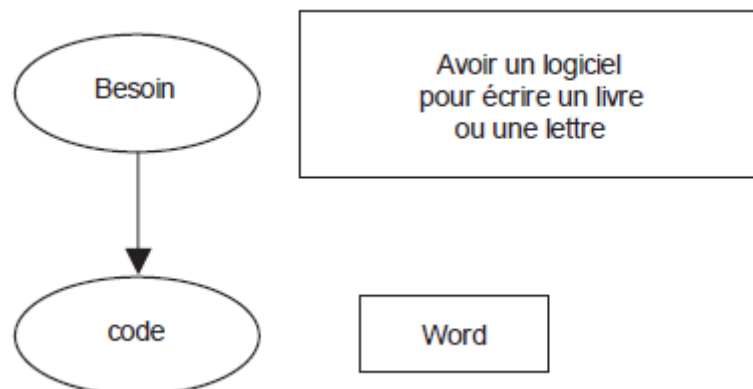 Besoin
Avoir un logiciel
pour écrire un livre
ou une lettre
code
Word